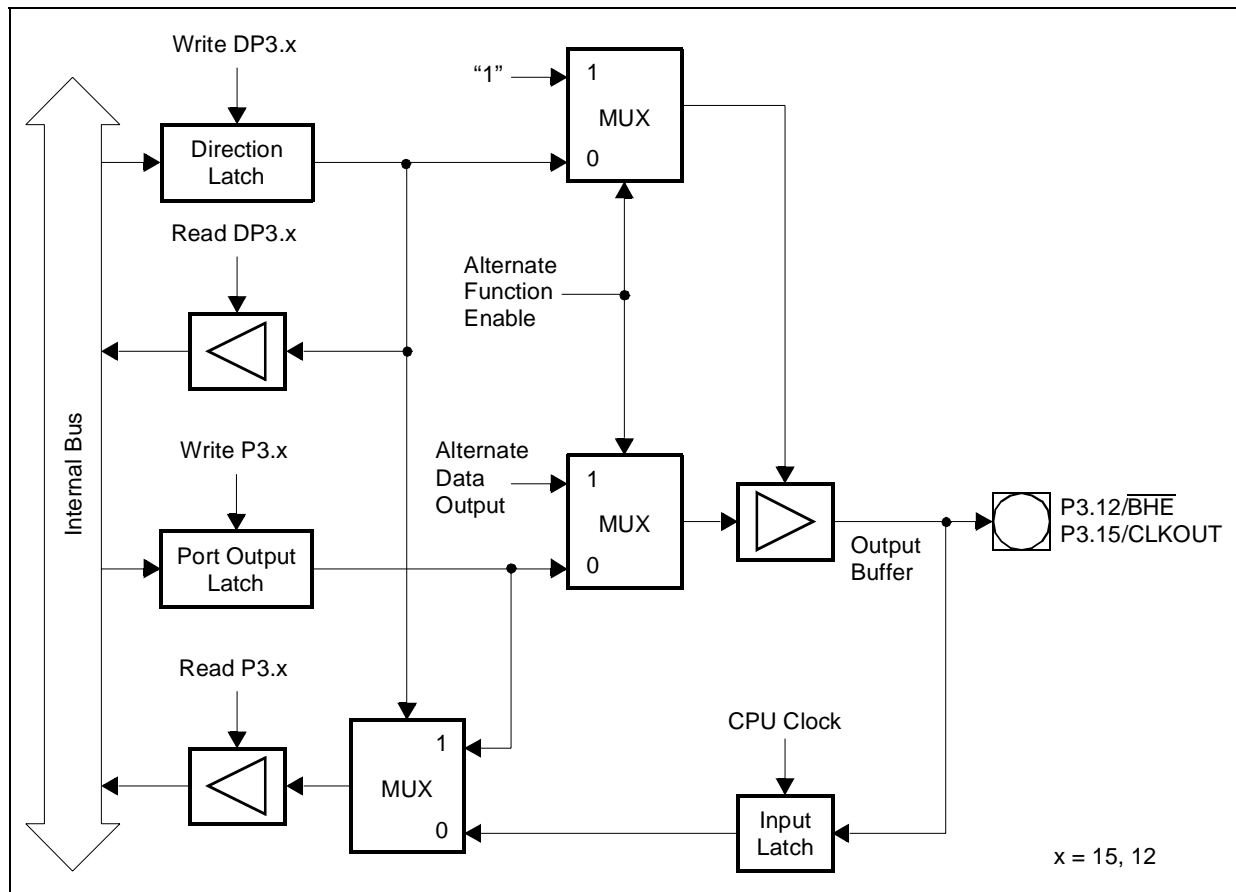 Write DP3.x
“1”
1
MUX
0
Direction
Latch
Read DP3.x
Alternate
Function
Enable
Internal Bus
Write P3.x
Alternate
Data
Output
1
MUX
0
P3.12/BHE
P3.15/CLKOUT
Output
Buffer
Port Output
Latch
Read P3.x
1
MUX
0
CPU Clock
Input
Latch
x = 15, 12